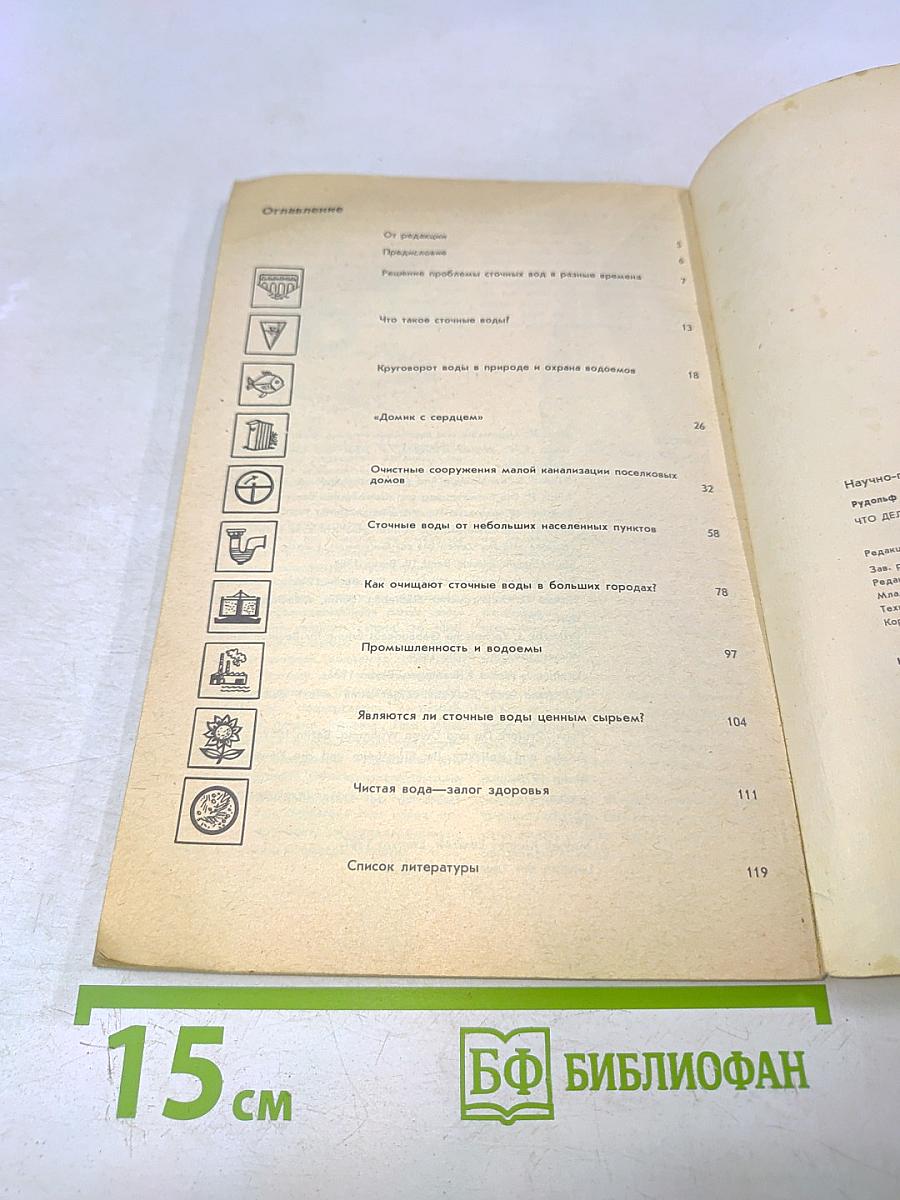 Оглавление
От редакции 5
Предисловие 6
Решение проблемы сточных вод в разные времена 7
Что такое сточные воды? 13
Круговорот воды в природе и охрана водоемов 18
«Домик с сердцем» 26
Очистные сооружения малой канализации поселковых
домов 32
Сточные воды от небольших населенных пунктов 58
Как очищают сточные воды в больших городах? 78
Промышленность и водоемы 97
Являются ли сточные воды ценным сырьем? 104
Чистая вода—залог здоровья 111
Список литературы 119
Рудольф
Зав.
15 см
БФ БИБЛИОФАН